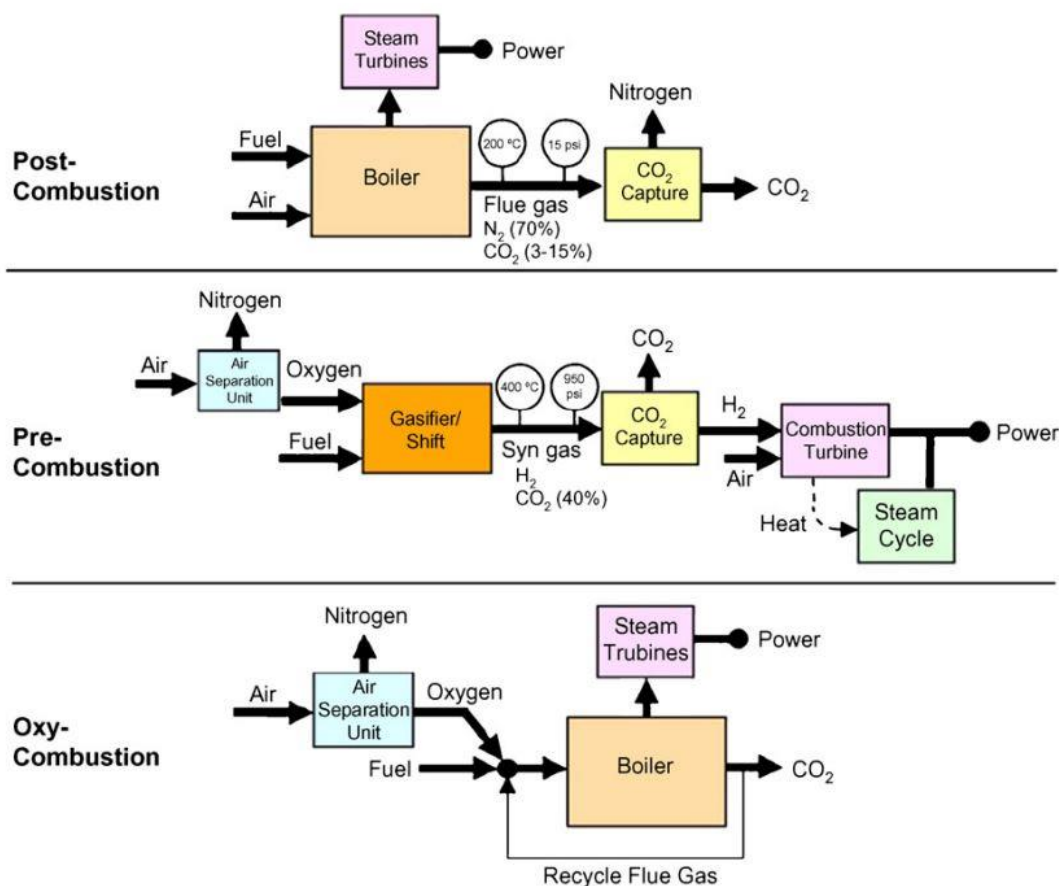 Post-
Combustion
Steam
Turbines
Power
Fuel
Air
Boiler
200 ºC
15 psi
Flue gas
N₂ (70%)
CO₂ (3-15%)
Nitrogen
CO₂
Capture
CO₂
Pre-
Combustion
Nitrogen
Air
Air
Separation
Unit
Oxygen
Fuel
Gasifier/
Shift
400 ºC
950
psi
Syn gas
H₂
CO₂ (40%)
CO₂
CO₂
Capture
H₂
Air
Combustion
Turbine
Power
Heat
Steam
Cycle
Oxy-
Combustion
Nitrogen
Air
Air
Separation
Unit
Oxygen
Fuel
Steam
Trubines
Power
Boiler
CO₂
Recycle Flue Gas